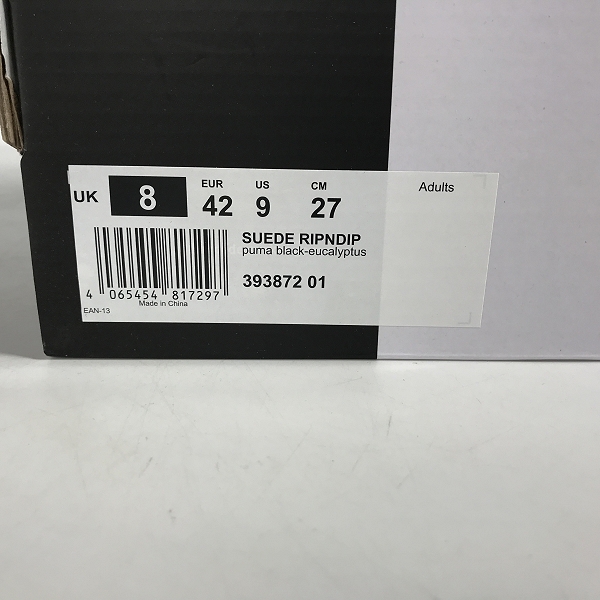 UK 8 EUR 42 US 9 CM 27 Adults
SUEDE RIPNDIP
puma black-eucalyptus
393872 01
4 065454 817297
Made in China
EAN-13